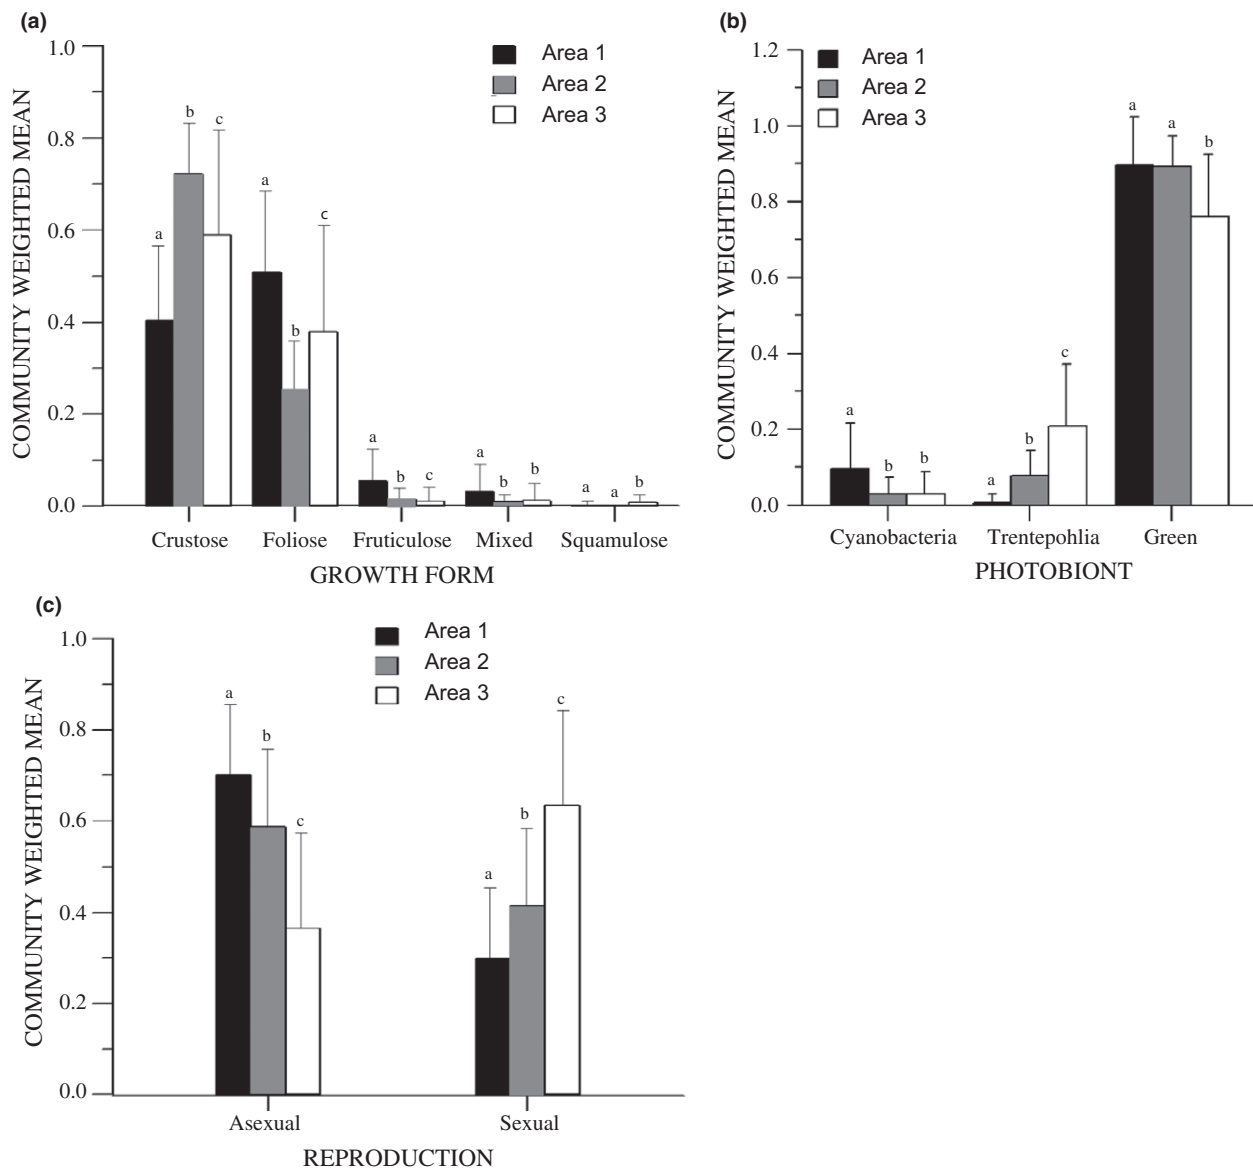 (a)
COMMUNITY WEIGHTED MEAN
1.0
0.8
0.6
0.4
0.2
0.0
Area 1
Area 2
Area 3
a
b
c
a
b
c
a
b
c
a
b
b
a
a
b
Crustose Foliose Fruticulose Mixed Squamulose
GROWTH FORM
(b)
COMMUNITY WEIGHTED MEAN
1.2
1.0
0.8
0.6
0.4
0.2
0.0
Area 1
Area 2
Area 3
a
b
b
a
b
c
a
a
b
Cyanobacteria Trentepohlia Green
PHOTOBIONT
(c)
COMMUNITY WEIGHTED MEAN
1.0
0.8
0.6
0.4
0.2
0.0
Area 1
Area 2
Area 3
a
b
c
a
b
c
Asexual Sexual
REPRODUCTION